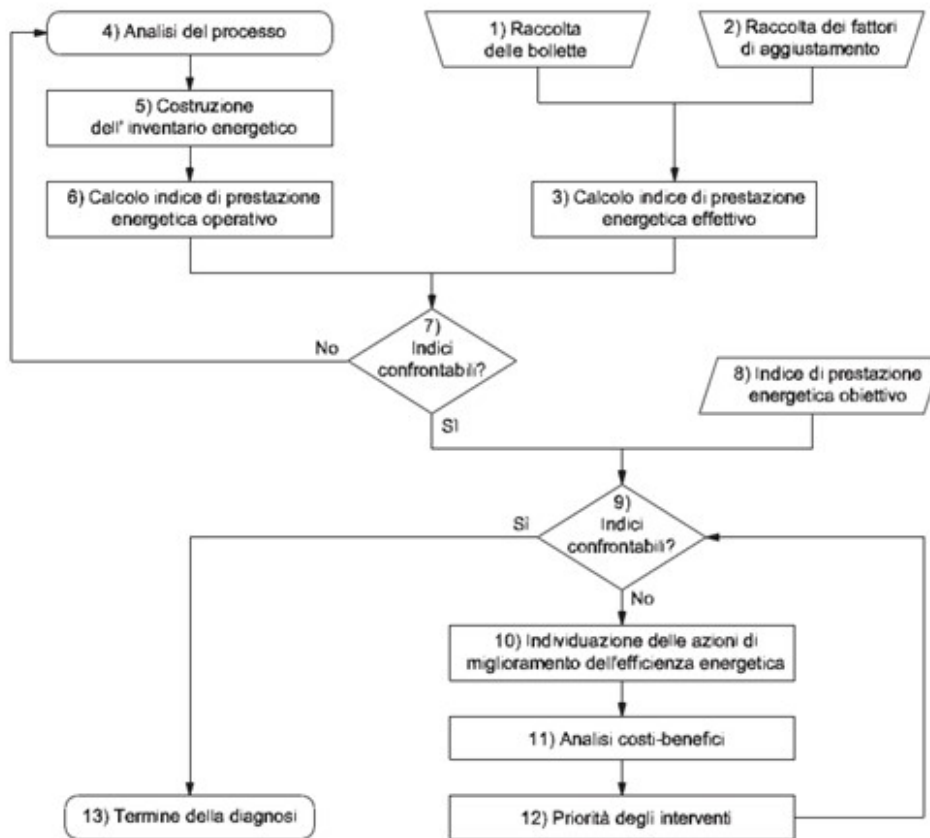 4) Analisi del processo
1) Raccolta
delle bollette
2) Raccolta dei fattori
di aggiustamento
5) Costruzione
dell' inventario energetico
6) Calcolo indice di prestazione
energetica operativo
3) Calcolo indice di prestazione
energetica effettivo
7)
Indici
confrontabili?
No
Sì
8) Indice di prestazione
energetica obiettivo
9)
Indici
confrontabili?
Sì
No
10) Individuazione delle azioni di
miglioramento dell'efficienza energetica
11) Analisi costi-benefici
12) Priorità degli interventi
13) Termine della diagnosi